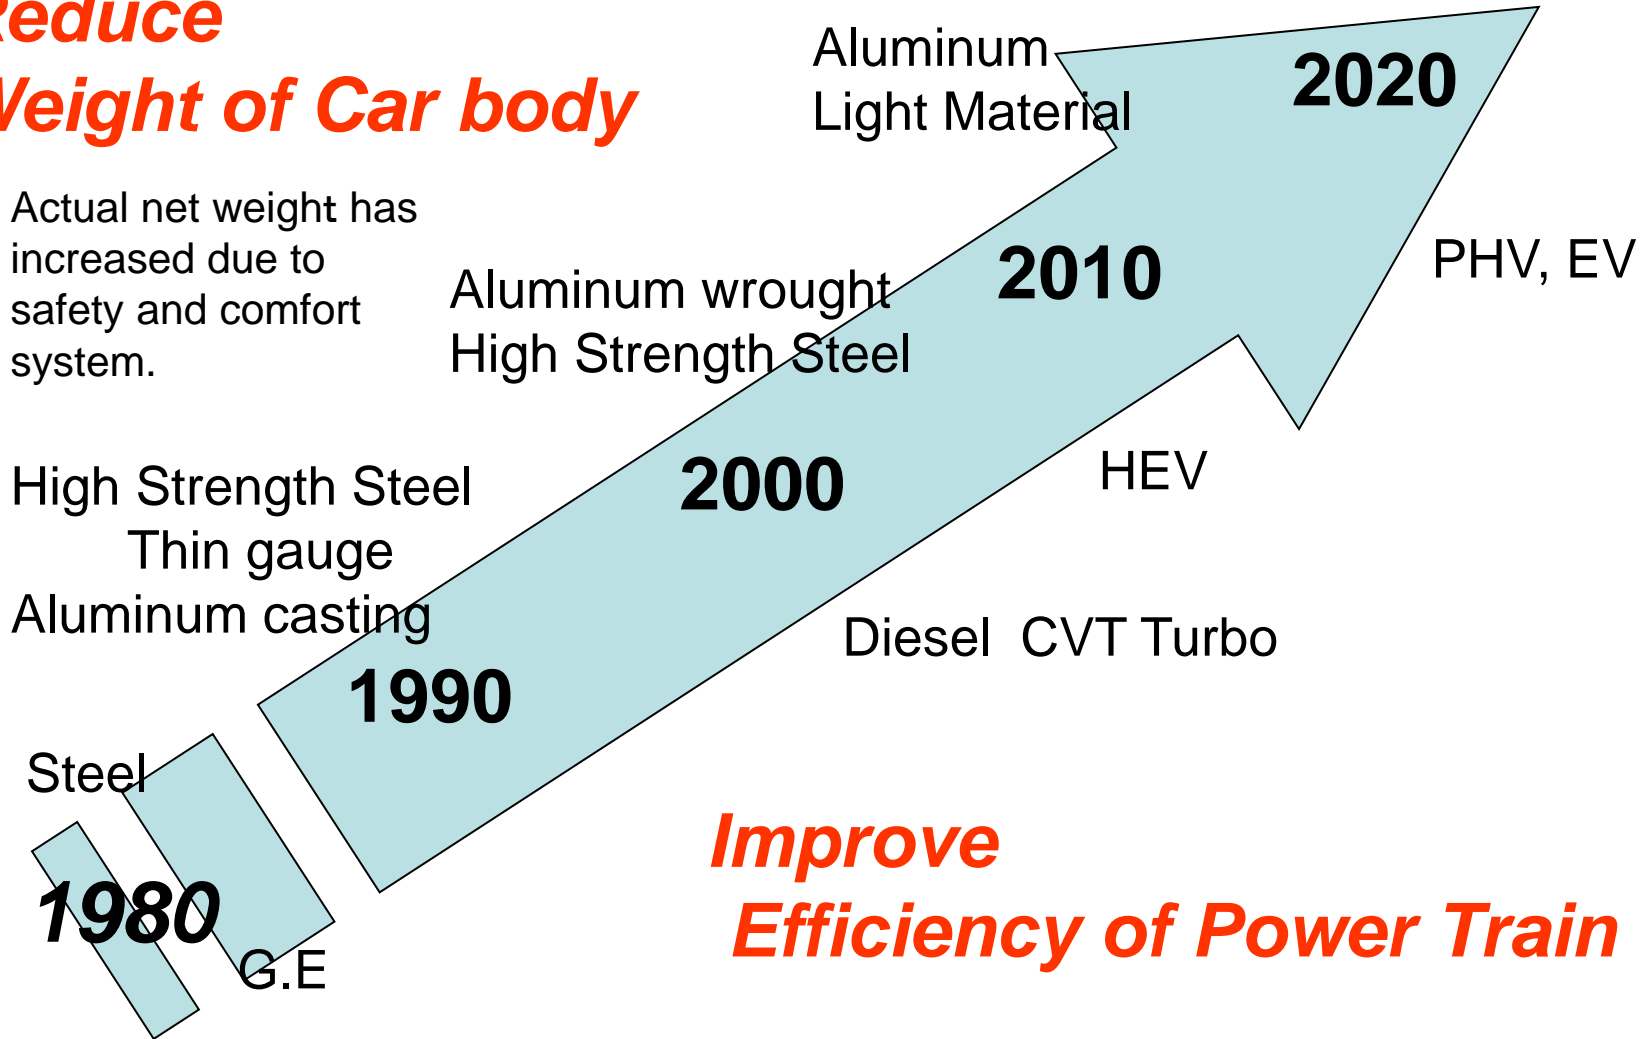 Reduce
Weight of Car body
Actual net weight has
increased due to
safety and comfort
system.
Aluminum
Light Material
2020
PHV, EV
Aluminum wrought
High Strength Steel
2010
HEV
High Strength Steel
Thin gauge
Aluminum casting
2000
Diesel CVT Turbo
1990
Steel
1980
G.E
Improve
Efficiency of Power Train